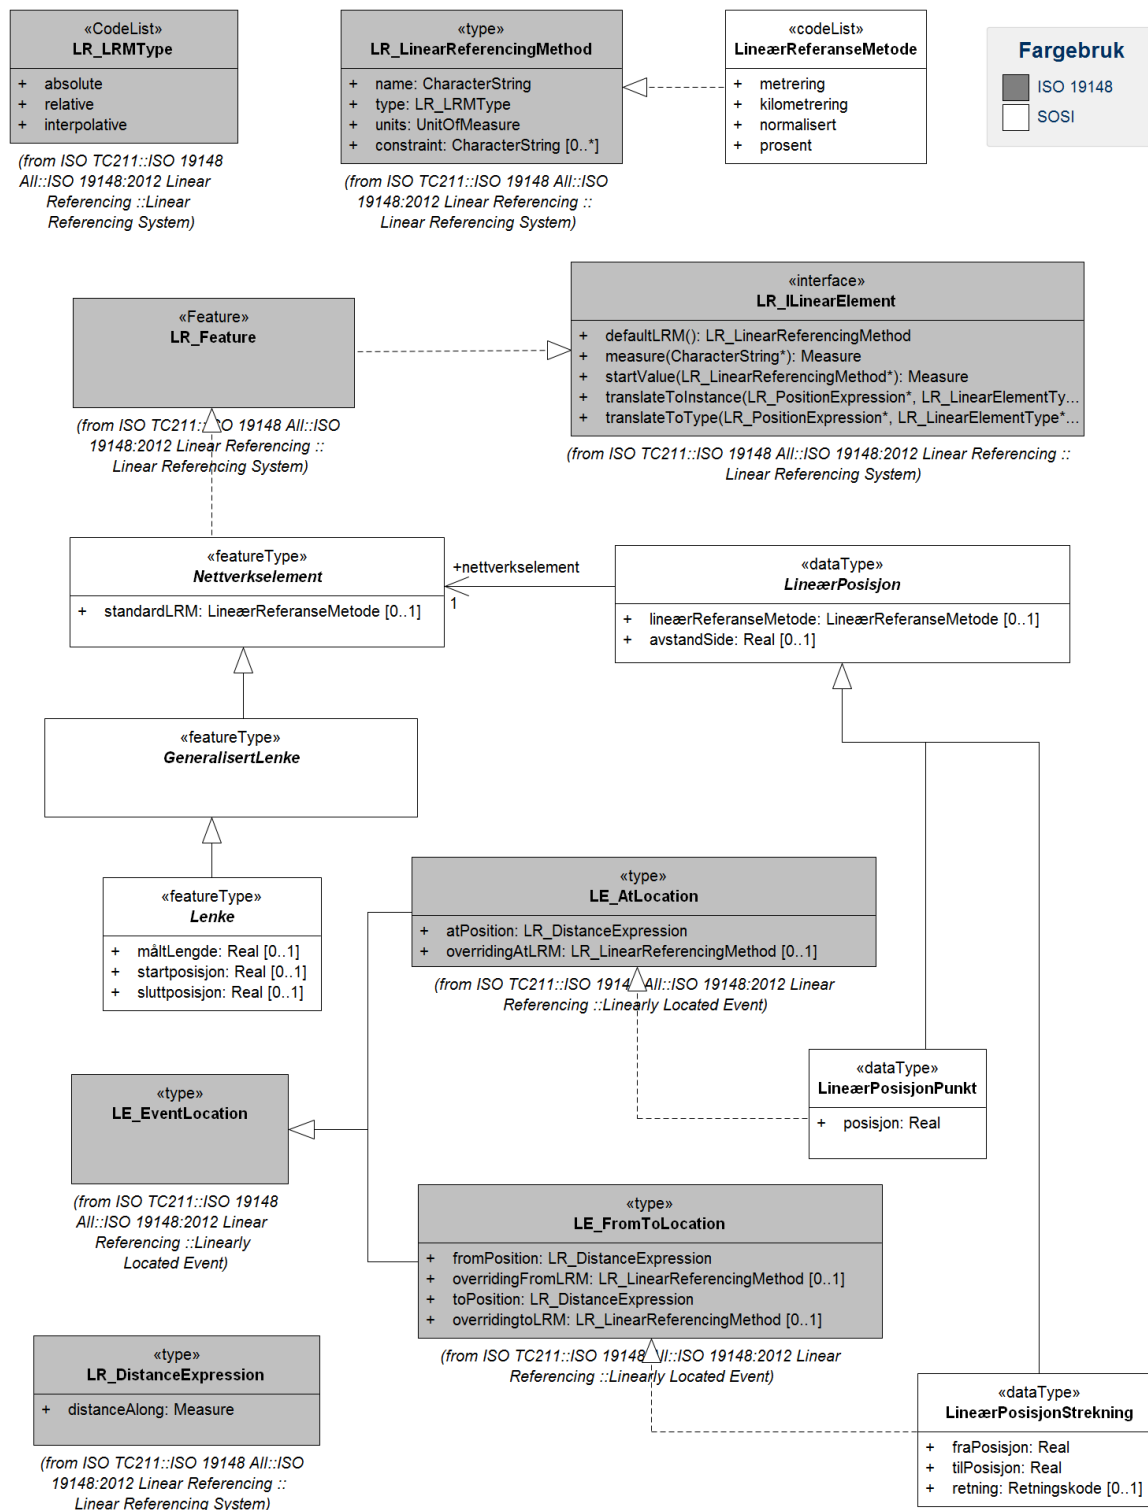 «CodeList»
LR_LRMType
+ absolute
+ relative
+ interpolative
(from ISO TC211::ISO 19148
All::ISO 19148:2012 Linear
Referencing ::Linear
Referencing System)
«type»
LR_LinearReferencingMethod
+ name: CharacterString
+ type: LR_LRMType
+ units: UnitOfMeasure
+ constraint: CharacterString [0..*]
(from ISO TC211::ISO 19148 All::ISO
19148:2012 Linear Referencing ::
Linear Referencing System)
«codeList»
LineærReferanseMetode
+ metrering
+ kilometrering
+ normalisert
+ prosent
Fargebruk
ISO 19148
SOSI
«Feature»
LR_Feature
(from ISO TC211::ISO 19148 All::ISO
19148:2012 Linear Referencing ::
Linear Referencing System)
«interface»
LR_ILinearElement
+ defaultLRM(): LR_LinearReferencingMethod
+ measure(CharacterString*): Measure
+ startValue(LR_LinearReferencingMethod*): Measure
+ translateToInstance(LR_PositionExpression*, LR_LinearElementTy...
+ translateToType(LR_PositionExpression*, LR_LinearElementType*...
(from ISO TC211::ISO 19148 All::ISO 19148:2012 Linear Referencing ::
Linear Referencing System)
«featureType»
Nettverkselement
+ standardLRM: LineærReferanseMetode [0..1]
+nettverkselement
1
«dataType»
LineærPosisjon
+ lineærReferanseMetode: LineærReferanseMetode [0..1]
+ avstandSide: Real [0..1]
«featureType»
GeneralisertLenke
«featureType»
Lenke
+ måltLengde: Real [0..1]
+ startposisjon: Real [0..1]
+ sluttposisjon: Real [0..1]
«type»
LE_AtLocation
+ atPosition: LR_DistanceExpression
+ overridingAtLRM: LR_LinearReferencingMethod [0..1]
(from ISO TC211::ISO 19148 All::ISO 19148:2012 Linear
Referencing ::Linearly Located Event)
«dataType»
LineærPosisjonPunkt
+ posisjon: Real
«type»
LE_EventLocation
(from ISO TC211::ISO 19148
All::ISO 19148:2012 Linear
Referencing ::Linearly
Located Event)
«type»
LE_FromToLocation
+ fromPosition: LR_DistanceExpression
+ overridingFromLRM: LR_LinearReferencingMethod [0..1]
+ toPosition: LR_DistanceExpression
+ overridingtoLRM: LR_LinearReferencingMethod [0..1]
(from ISO TC211::ISO 19148 All::ISO 19148:2012 Linear
Referencing ::Linearly Located Event)
«type»
LR_DistanceExpression
+ distanceAlong: Measure
(from ISO TC211::ISO 19148 All::ISO
19148:2012 Linear Referencing ::
Linear Referencing System)
«dataType»
LineærPosisjonStrekning
+ fraPosisjon: Real
+ tilPosisjon: Real
+ retning: Retningskode [0..1]